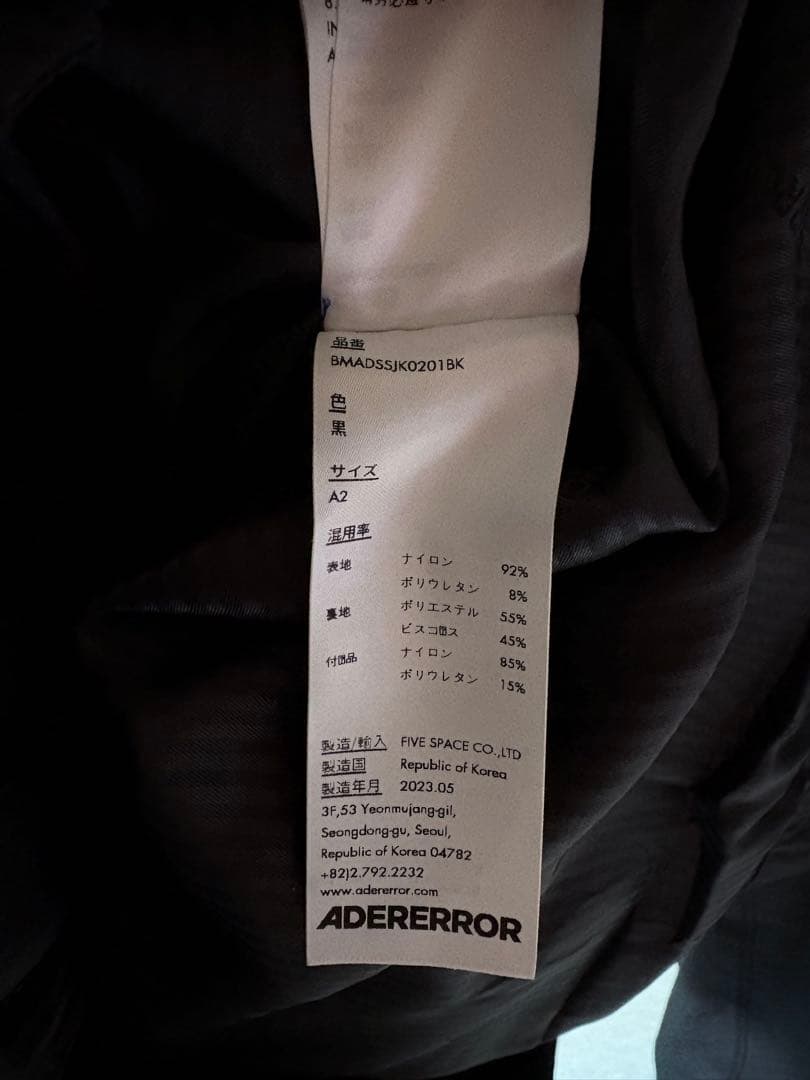 IN
A
品番
BMADSSJK0201BK
色
黒
サイズ
A2
混用率
表地 ナイロン 92%
ポリウレタン 8%
裏地 ポリエステル 55%
ビスコ ス 45%
付 品 ナイロン 85%
ポリウレタン 15%
製造/輸入 FIVE SPACE CO.,LTD
製造国 Republic of Korea
製造年月 2023.05
3F,53 Yeonmujang-gil,
Seongdong-gu, Seoul,
Republic of Korea 04782
+82)2.792.2232
www.adererror.com
ADERERROR